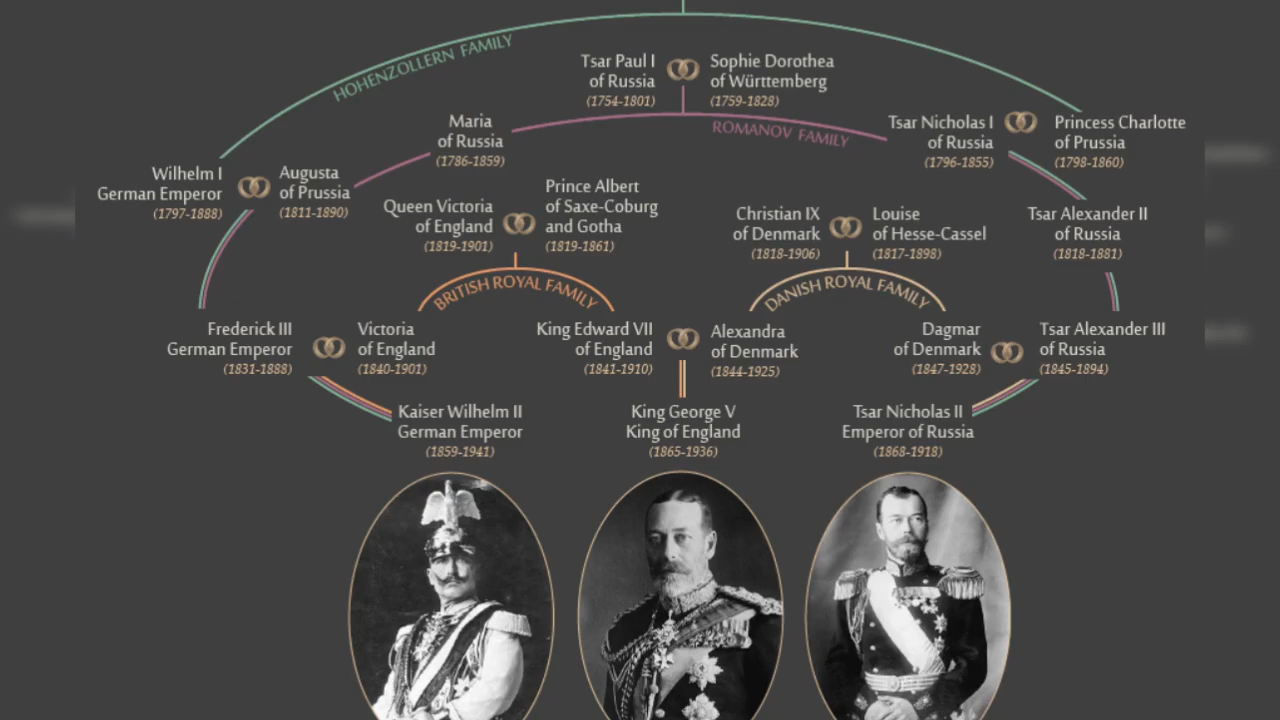 HOHENZOLLERN FAMILY
Tsar Paul I
of Russia
(1754-1801)
Sophie Dorothea
of Württemberg
(1759-1828)
ROMANOV FAMILY
Maria
of Russia
(1786-1859)
Tsar Nicholas I
of Russia
(1796-1855)
Princess Charlotte
of Prussia
(1798-1860)
Wilhelm I
German Emperor
(1797-1888)
Augusta
of Prussia
(1811-1890)
Queen Victoria
of England
(1819-1901)
Prince Albert
of Saxe-Coburg
and Gotha
(1819-1861)
Christian IX
of Denmark
(1818-1906)
Louise
of Hesse-Cassel
(1817-1898)
Tsar Alexander II
of Russia
(1818-1881)
BRITISH ROYAL FAMILY
DANISH ROYAL FAMILY
Frederick III
German Emperor
(1831-1888)
Victoria
of England
(1840-1901)
King Edward VII
of England
(1841-1910)
Alexandra
of Denmark
(1844-1925)
Dagmar
of Denmark
(1847-1928)
Tsar Alexander III
of Russia
(1845-1894)
Kaiser Wilhelm II
German Emperor
(1859-1941)
King George V
King of England
(1865-1936)
Tsar Nicholas II
Emperor of Russia
(1868-1918)